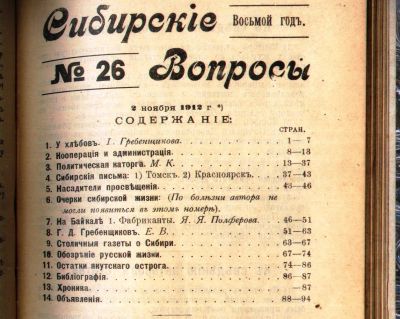 Сибирскіе
Восьмой годъ.
№ 26 Вопросы
2 ноября 1912 г *)
СОДЕРЖАНІЕ:
СТРАН.
1. У хлѣбовъ. І. Гребенщикова. 1— 7
2. Кооперація и администрація. 8—13
3. Политическая каторга. М. К. 13—37
4. Сибирскія письма: 1) Томскъ. 2) Красноярскъ. 37—43
5. Насадители просвѣщенія. 43—46
6. Очерки сибирской жизни: (По болѣзни автора не
могли появиться въ этомъ номерѣ).
7. На Байкалѣ 1. Фабриканты. Я. Я. Полферова. 46—51
8. Г. Д. Гребенщиковъ. Е. В. 51—63
9. Столичныя газеты о Сибири. 63—67
10. Обозрѣніе русской жизни. 67—74
11. Остатки якутскаго острога. 74—86
12. Библіографія. 86—87
13. Хроника. —87
14. Объявленія. 88—94